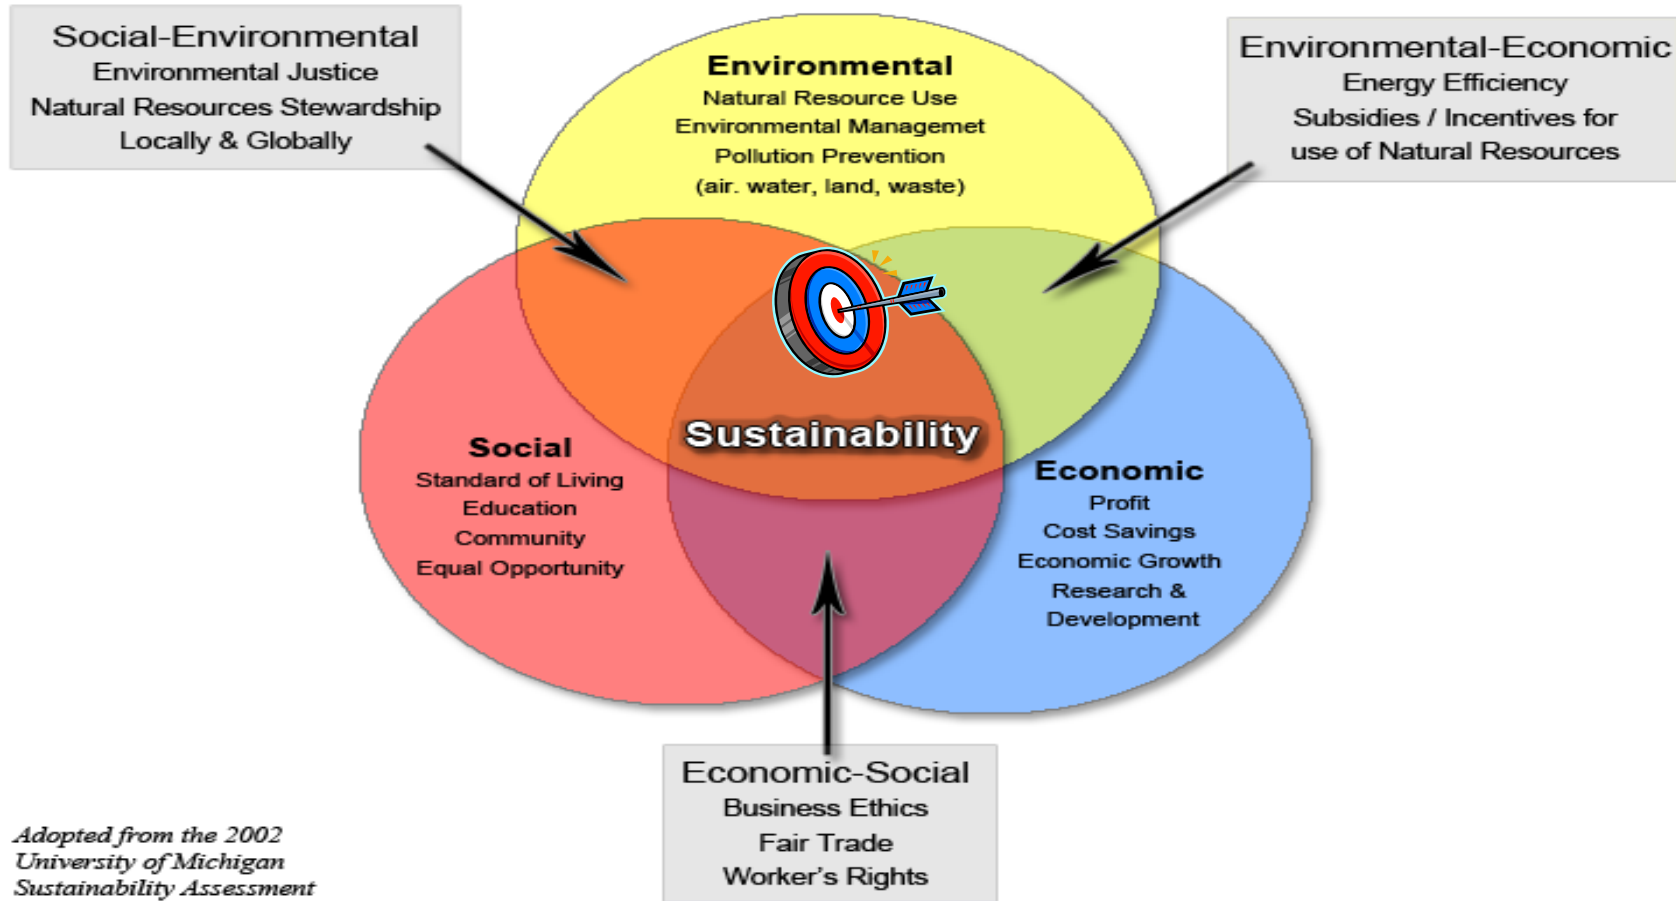 Social-Environmental
Environmental Justice
Natural Resources Stewardship
Locally & Globally
Environmental
Natural Resource Use
Environmental Managemet
Pollution Prevention
(air. water, land, waste)
Environmental-Economic
Energy Efficiency
Subsidies / Incentives for
use of Natural Resources
Sustainability
Social
Standard of Living
Education
Community
Equal Opportunity
Economic
Profit
Cost Savings
Economic Growth
Research &
Development
Economic-Social
Business Ethics
Fair Trade
Worker's Rights
Adopted from the 2002
University of Michigan
Sustainability Assessment